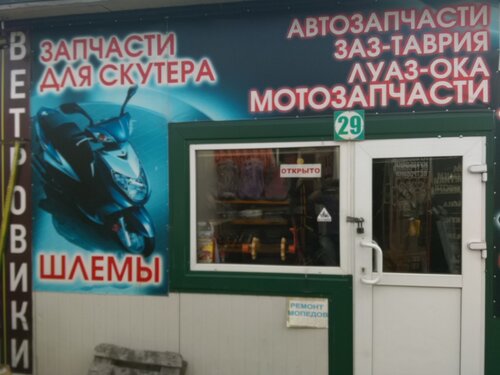 ВЕТРОВИКИ
ЗАПЧАСТИ
ДЛЯ СКУТЕРА
ШЛЕМЫ
АВТОЗАПЧАСТИ
ЗАЗ-ТАВРИЯ
ЛУАЗ-ОКА
МОТОЗАПЧАСТИ
29
ОТКРЫТО
РЕМОНТ
МОПЕДОВ